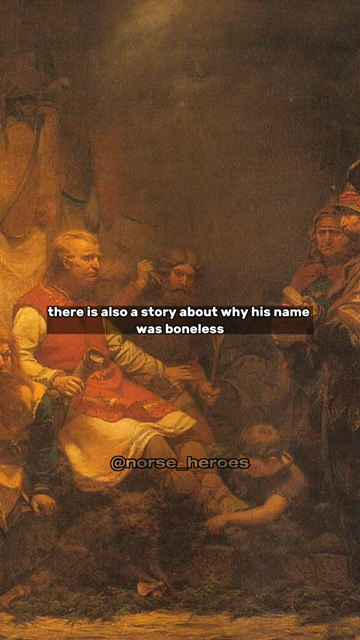 there is also a story about why his name
was boneless
@norse_heroes